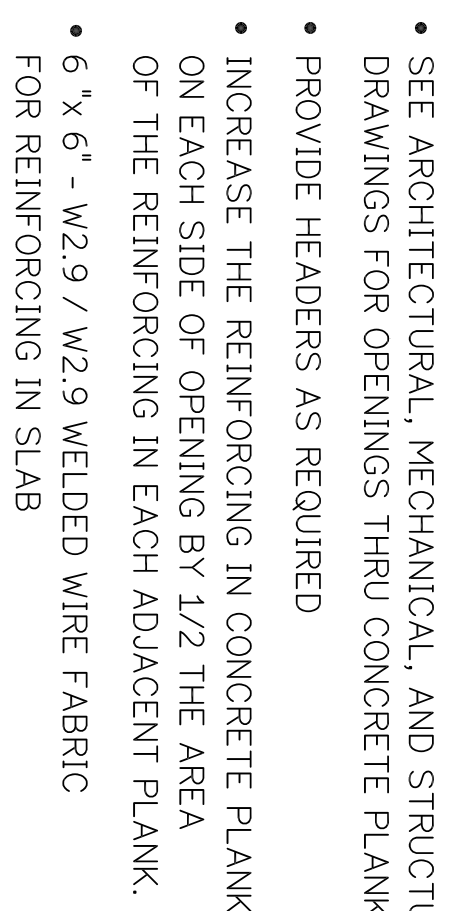 • SEE ARCHITECTURAL, MECHANICAL, AND
DRAWINGS FOR OPENINGS THRU CONCRETE PLANK
• PROVIDE HEADERS AS REQUIRED
• INCREASE THE REINFORCING IN CONCRETE PLANK
ON EACH SIDE OF OPENING BY 1/2 THE AREA
OF THE REINFORCING IN EACH ADJACENT PLANK.
• 6 "x 6" - W2.9 / W2.9 WELDED WIRE FABRIC
FOR REINFORCING IN SLAB